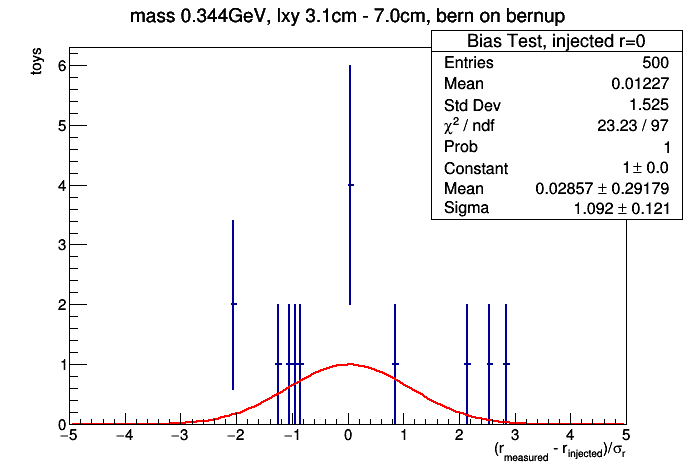 mass 0.344GeV, lxy 3.1cm - 7.0cm, bern on bernup
Bias Test, injected r=0
Entries 500
Mean 0.01227
Std Dev 1.525
χ² / ndf 23.23 / 97
Prob 1
Constant 1 ± 0.0
Mean 0.02857 ± 0.29179
Sigma 1.092 ± 0.121
toys
6
5
4
3
2
1
0
−5 −4 −3 −2 −1 0 1 2 3 4 5
(r_measured - r_injected)/σ_r